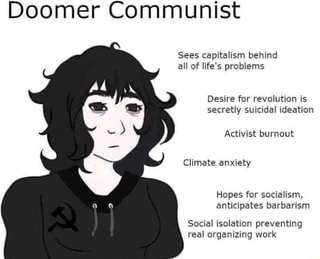 Doomer Communist
Sees capitalism behind
all of life's problems
Desire for revolution is
secretly suicidal ideation
Activist burnout
Climate anxiety
Hopes for socialism,
anticipates barbarism
Social isolation preventing
real organizing work